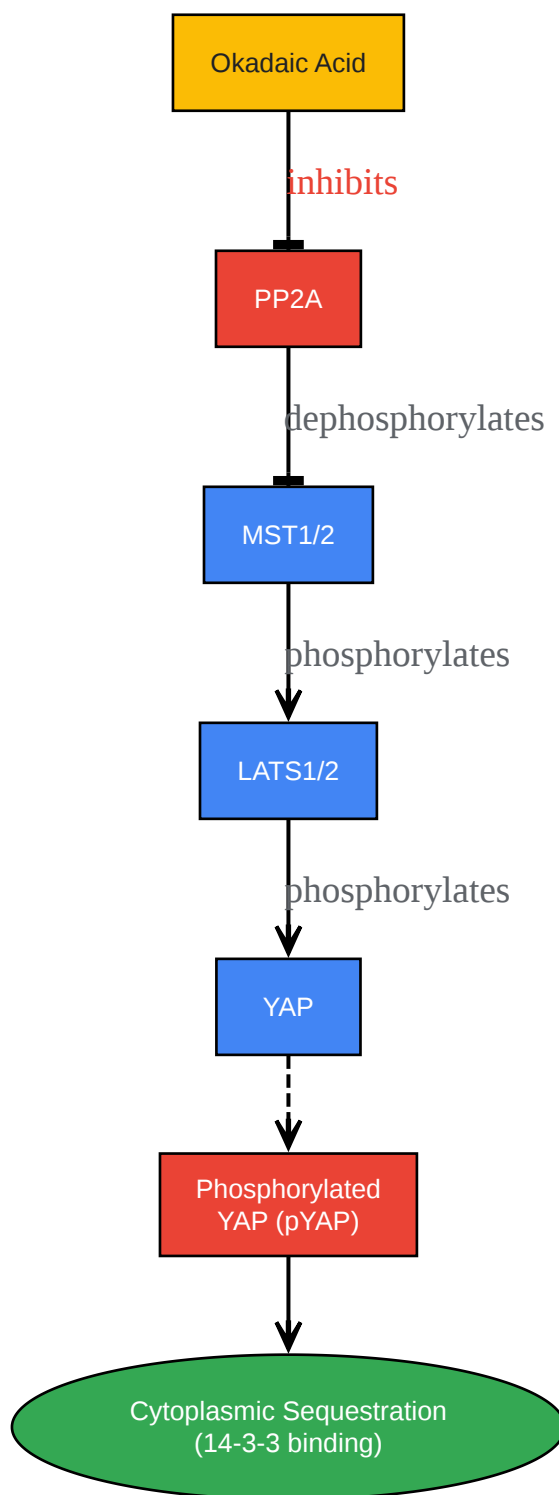 Okadaic Acid
inhibits
PP2A
dephosphorylates
MST1/2
phosphorylates
LATS1/2
phosphorylates
YAP
Phosphorylated
YAP (pYAP)
Cytoplasmic Sequestration
(14-3-3 binding)